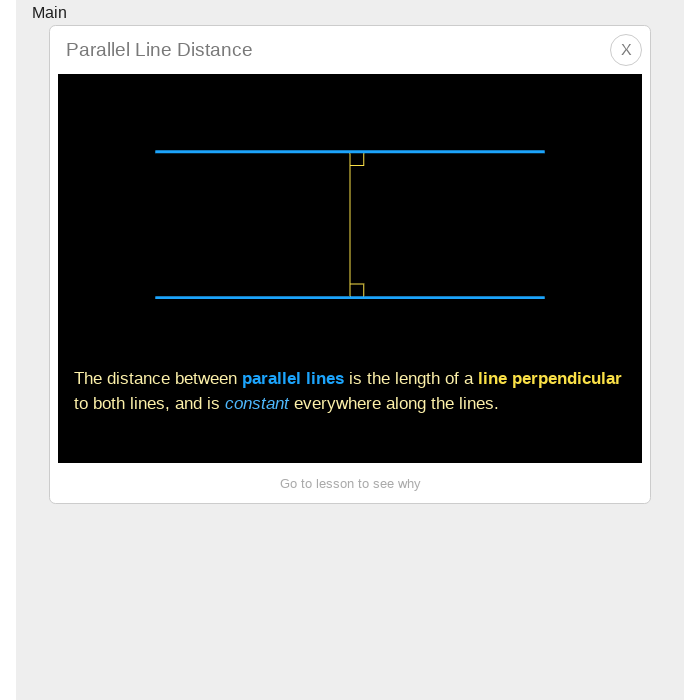 Main
Parallel Line Distance
X
The distance between parallel lines is the length of a line perpendicular
to both lines, and is constant everywhere along the lines.
Go to lesson to see why